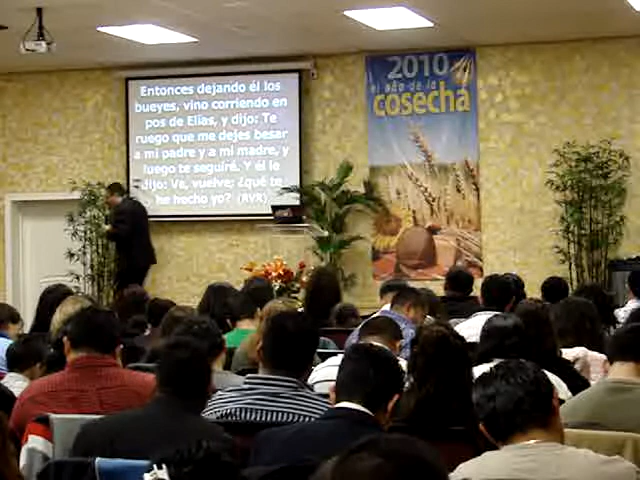 Entonces dejando él los
bueyes, vino corriendo en
pos de Elías, y dijo: Te
ruego que me dejes besar
a mi padre y a mi madre, y
luego te seguiré. Y él le
dijo: Ve, vuelve; ¿qué te
he hecho yo? (RVR)
2010
el año de la
cosecha